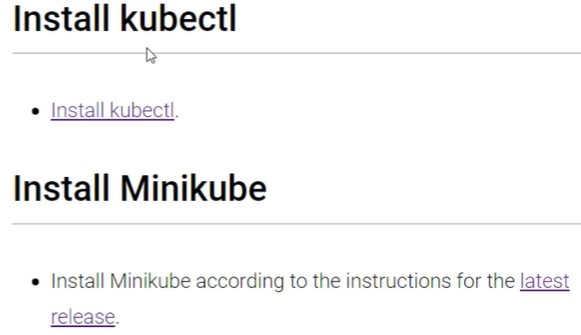 Install kubectl
Install kubectl.
Install Minikube
Install Minikube according to the instructions for the latest
release.